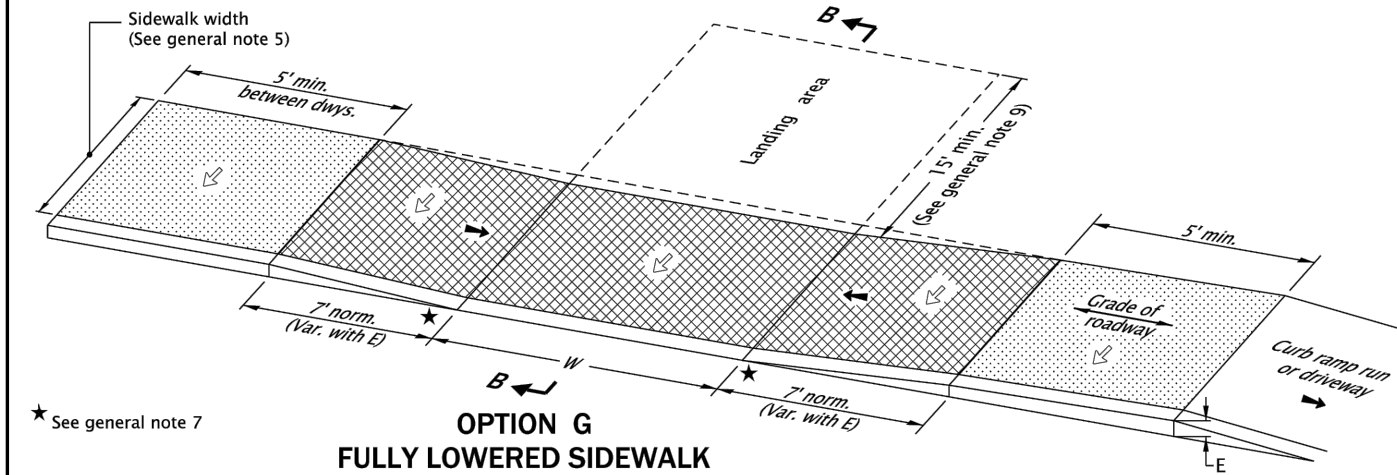 Sidewalk width
(See general note 5)
B
5' min.
between dwys.
Landing area
15' min.
(See general note 9)
5' min.
Grade of
roadway
Curb ramp run
or driveway
7' norm.
(Var. with E)
★
W
B
★
7' norm.
(Var. with E)
E
★ See general note 7
OPTION G
FULLY LOWERED SIDEWALK